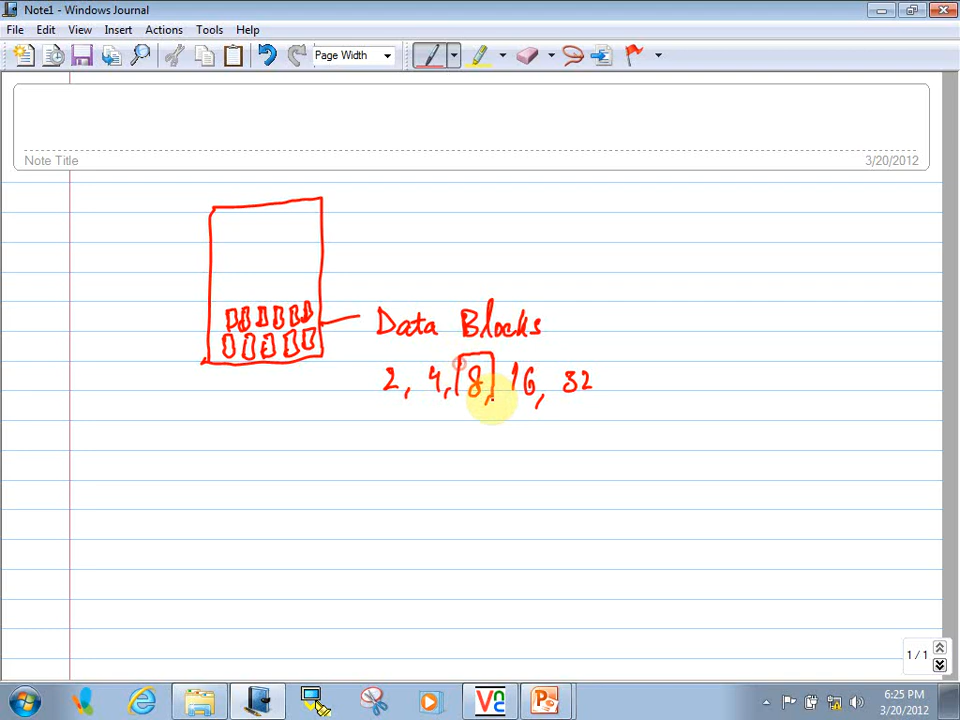 Note1 - Windows Journal
File Edit View Insert Actions Tools Help
Page Width
Note Title
3/20/2012
Data Blocks
2, 4, 8, 16, 32
1 / 1
6:25 PM
3/20/2012